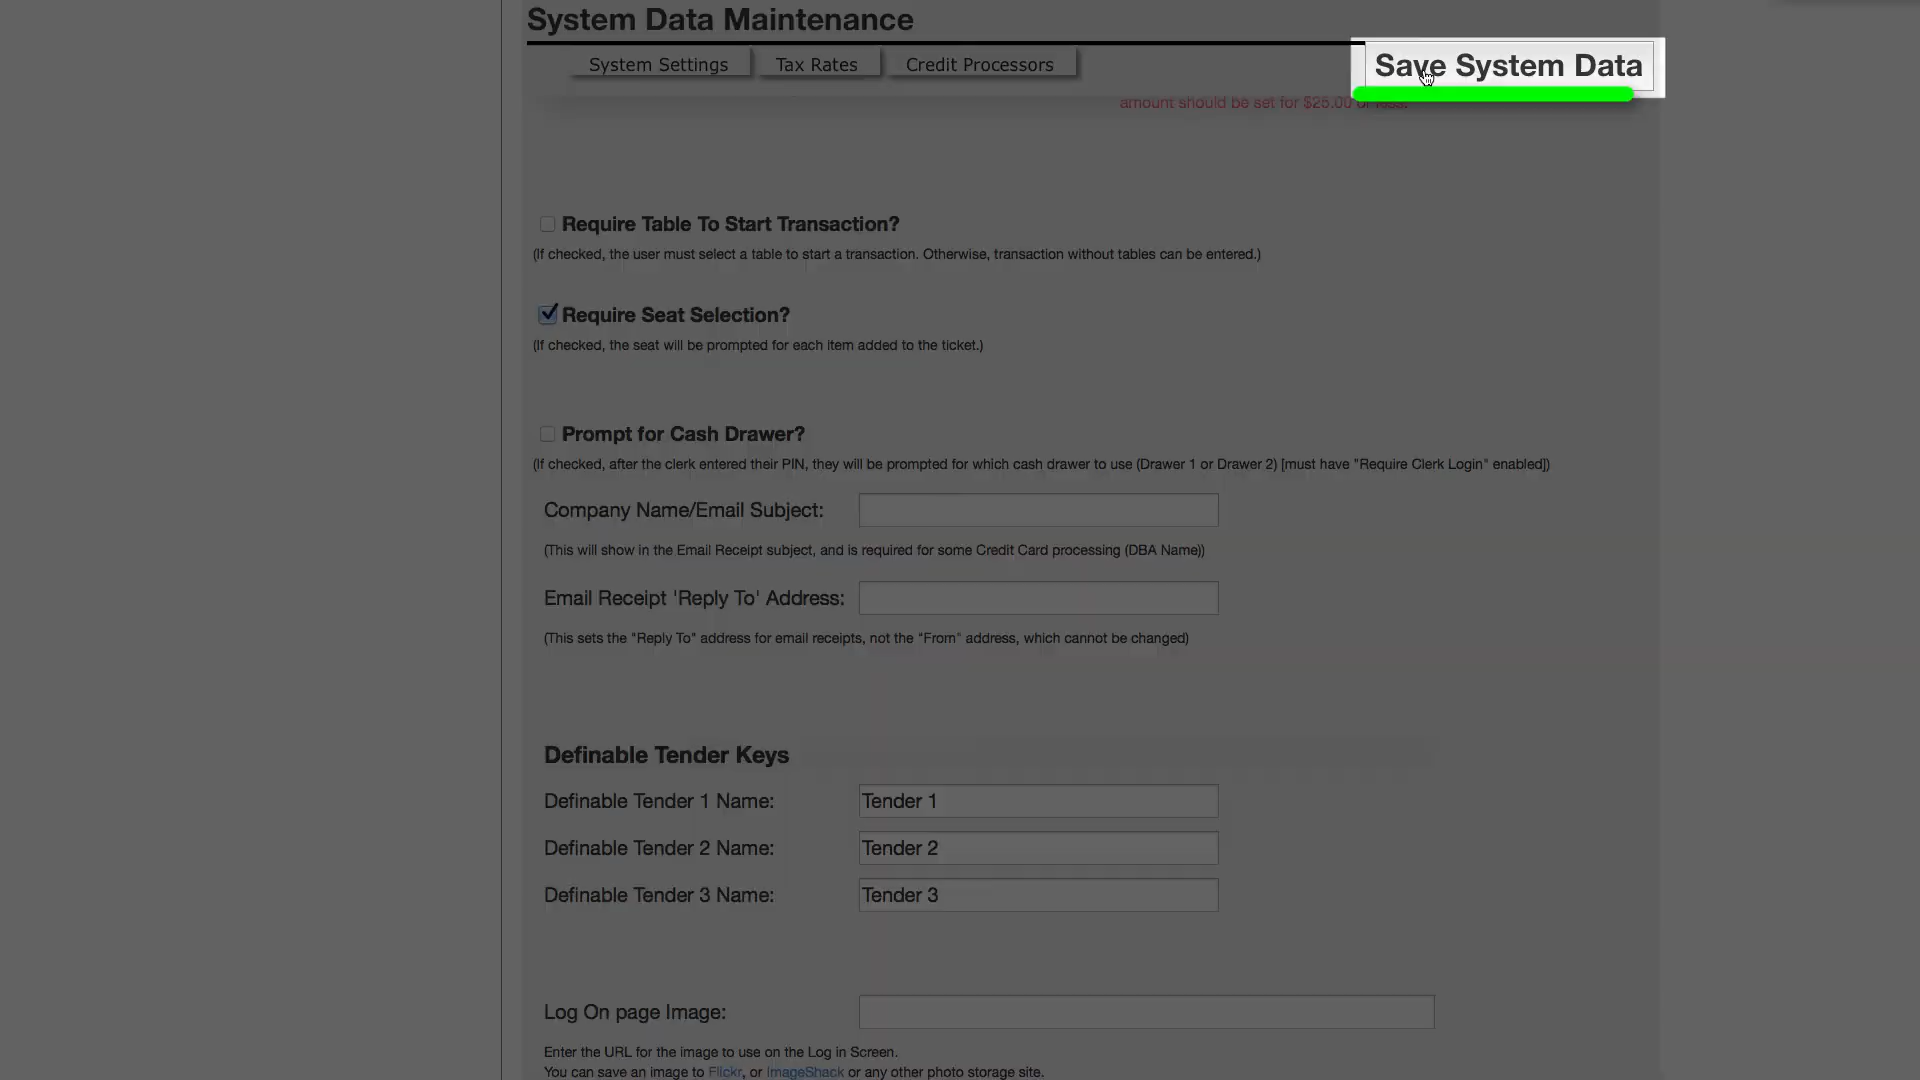 System Data Maintenance
System Settings Tax Rates Credit Processors Save System Data
amount should be set for $25.00 or less.
Require Table To Start Transaction?
(If checked, the user must select a table to start a transaction. Otherwise, transaction without tables can be entered.)
Require Seat Selection?
(If checked, the seat will be prompted for each item added to the ticket.)
Prompt for Cash Drawer?
(If checked, after the clerk entered their PIN, they will be prompted for which cash drawer to use (Drawer 1 or Drawer 2) [must have "Require Clerk Login" enabled])
Company Name/Email Subject:
(This will show in the Email Receipt subject, and is required for some Credit Card processing (DBA Name))
Email Receipt 'Reply To' Address:
(This sets the "Reply To" address for email receipts, not the "From" address, which cannot be changed)
Definable Tender Keys
Definable Tender 1 Name: Tender 1
Definable Tender 2 Name: Tender 2
Definable Tender 3 Name: Tender 3
Log On page Image:
Enter the URL for the image to use on the Log in Screen.
You can save an image to Flickr, or ImageShack or any other photo storage site.